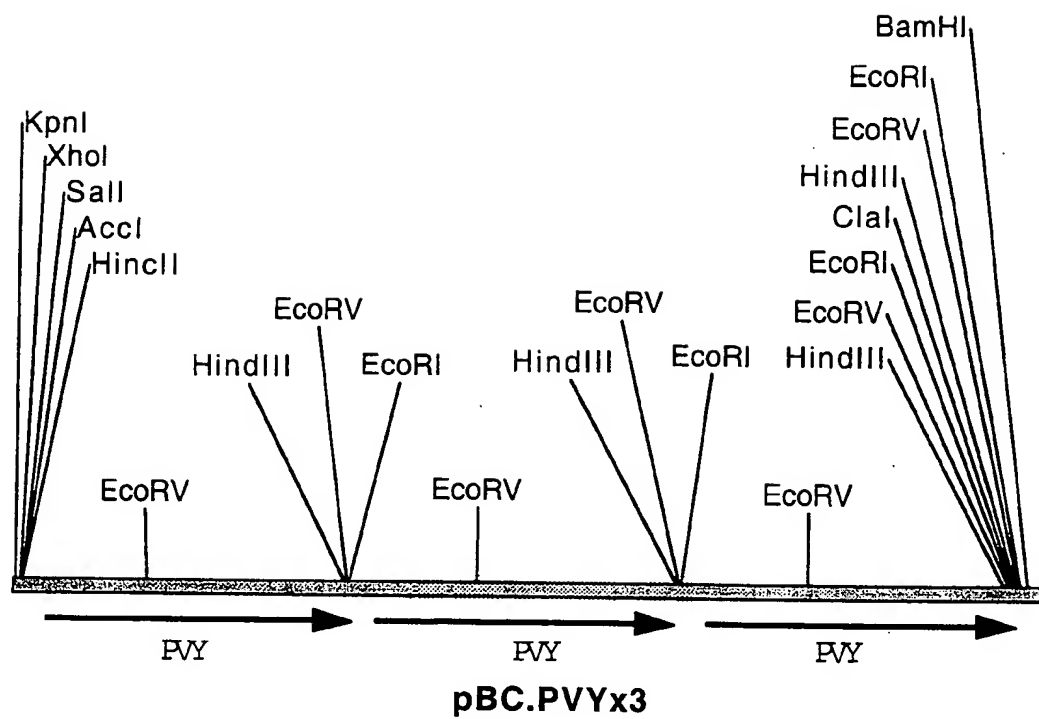 BamHI
EcoRI
EcoRV
HindIII
ClaI
EcoRI
EcoRV
HindIII
KpnI
XhoI
SalI
AccI
HincII
EcoRV
HindIII
EcoRI
EcoRV
HindIII
EcoRI
EcoRV
EcoRV
EcoRV
PVY
PVY
PVY
pBC.PVYx3